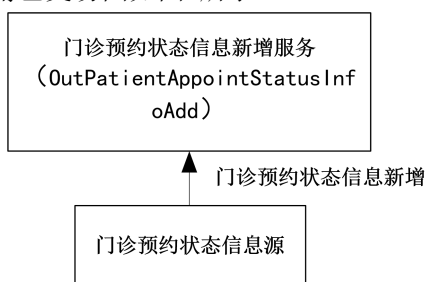 门诊预约状态信息新增服务
（OutPatientAppointStatusInf
oAdd）
门诊预约状态信息新增
门诊预约状态信息源